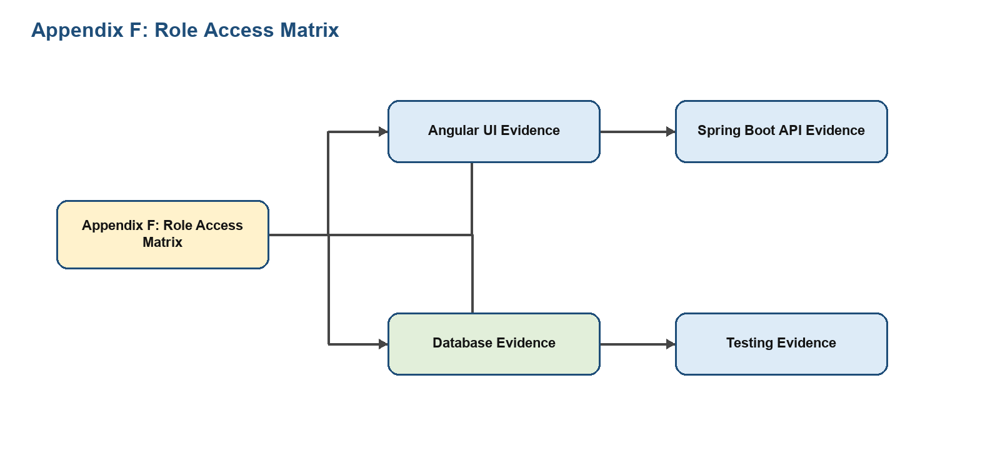 Appendix F: Role Access Matrix
Angular UI Evidence
Spring Boot API Evidence
Appendix F: Role Access
Matrix
Database Evidence
Testing Evidence